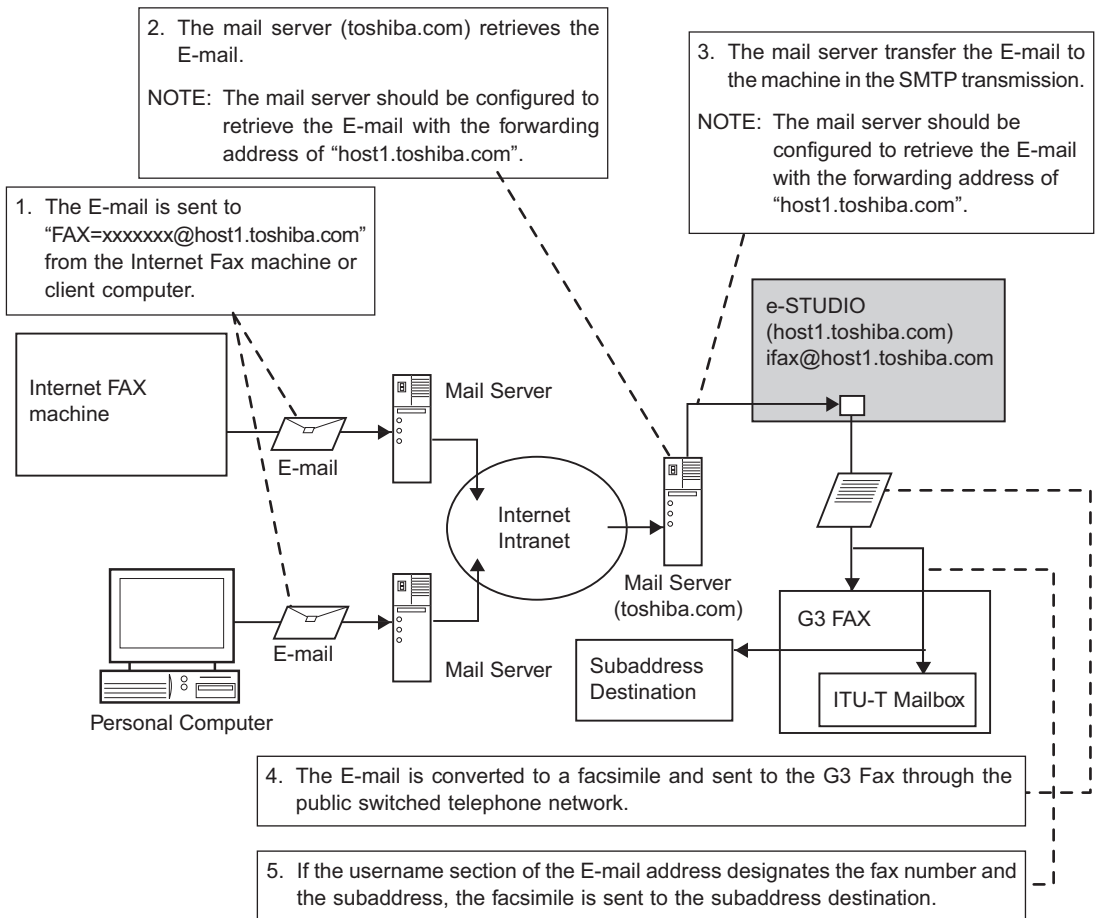 2. The mail server (toshiba.com) retrieves the
E-mail.
NOTE: The mail server should be configured to
retrieve the E-mail with the forwarding
address of “host1.toshiba.com”.
3. The mail server transfer the E-mail to
the machine in the SMTP transmission.
NOTE: The mail server should be
configured to retrieve the E-mail
with the forwarding address of
“host1.toshiba.com”.
1. The E-mail is sent to
“FAX=xxxxxxx@host1.toshiba.com”
from the Internet Fax machine or
client computer.
e-STUDIO
(host1.toshiba.com)
ifax@host1.toshiba.com
Internet FAX
machine
E-mail
Mail Server
Internet
Intranet
Mail Server
(toshiba.com)
Personal Computer
E-mail
Mail Server
Subaddress
Destination
G3 FAX
ITU-T Mailbox
4. The E-mail is converted to a facsimile and sent to the G3 Fax through the
public switched telephone network.
5. If the username section of the E-mail address designates the fax number and
the subaddress, the facsimile is sent to the subaddress destination.